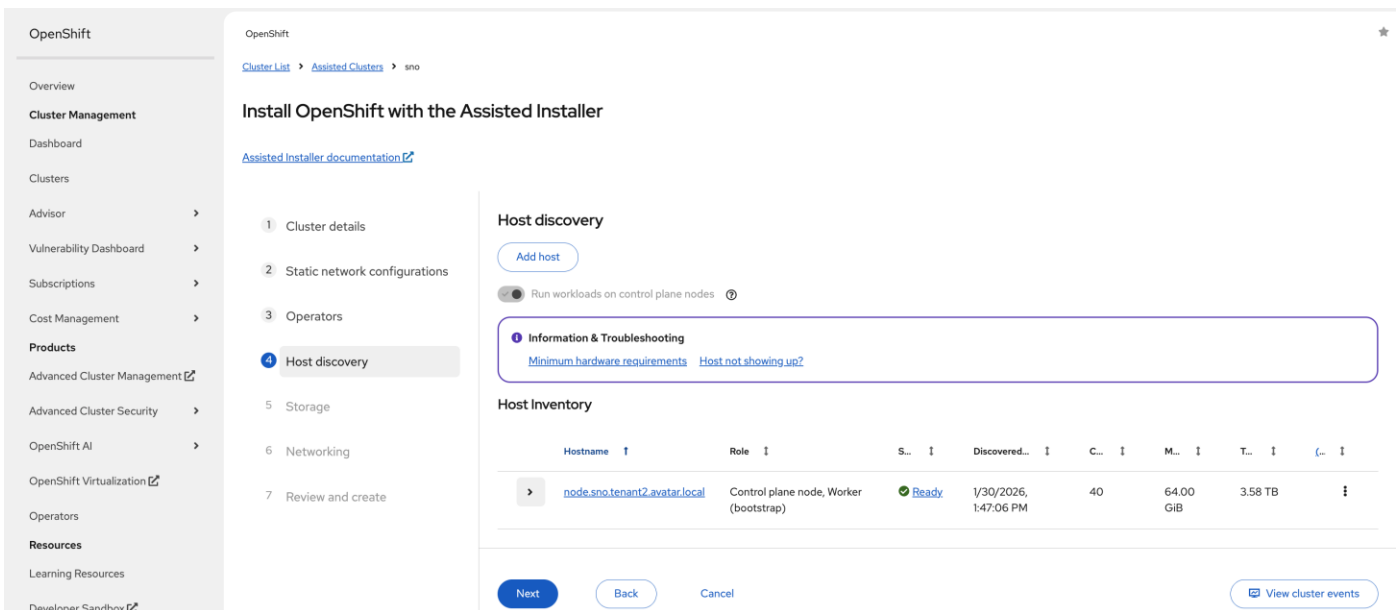 OpenShift
Overview
Cluster Management
Dashboard
Clusters
Advisor
Vulnerability Dashboard
Subscriptions
Cost Management
Products
Advanced Cluster Management
Advanced Cluster Security
OpenShift AI
OpenShift Virtualization
Operators
Resources
Learning Resources
Developer Sandbox
OpenShift
Cluster List > Assisted Clusters > sno
Install OpenShift with the Assisted Installer
Assisted Installer documentation
1 Cluster details
2 Static network configurations
3 Operators
4 Host discovery
5 Storage
6 Networking
7 Review and create
Host discovery
Add host
Run workloads on control plane nodes
Information & Troubleshooting
Minimum hardware requirements Host not showing up?
Host Inventory
Hostname Role S... Discovered... C... M... T... (...
node.sno.tenant2.avatar.local Control plane node, Worker Ready 1/30/2026, 40 64.00 3.58 TB
(bootstrap) 1:47:06 PM GiB
Next Back Cancel View cluster events